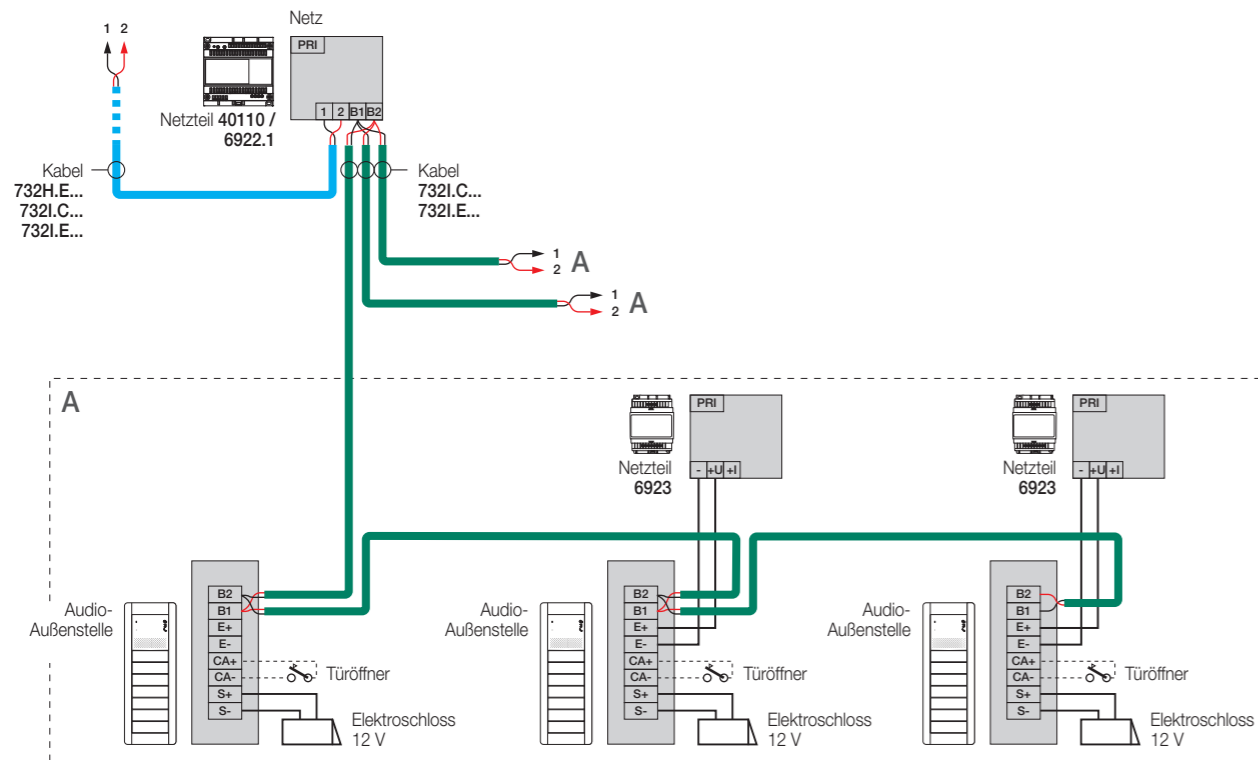 Netz
1 2
PRI
1 2 B1 B2
Netzteil 40110 /
6922.1
Kabel
732H.E...
732I.C...
732I.E...
Kabel
732I.C...
732I.E...
1
2 A
1
2 A
A
PRI
- +U +I
Netzteil
6923
PRI
- +U +I
Netzteil
6923
Audio-
Außenstelle
B2
B1
E+
E-
CA+
CA-
S+
S-
Türöffner
Elektroschloss
12 V
Audio-
Außenstelle
B2
B1
E+
E-
CA+
CA-
S+
S-
Türöffner
Elektroschloss
12 V
Audio-
Außenstelle
B2
B1
E+
E-
CA+
CA-
S+
S-
Türöffner
Elektroschloss
12 V